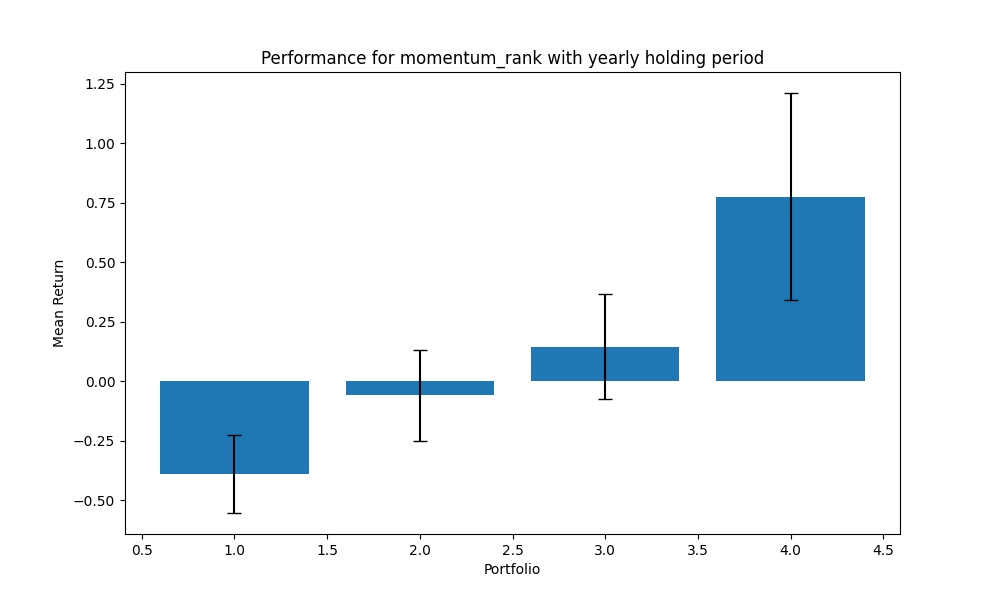 Performance for momentum_rank with yearly holding period
1.25
1.00
0.75
0.50
0.25
0.00
−0.25
−0.50
Mean Return
0.5 1.0 1.5 2.0 2.5 3.0 3.5 4.0 4.5
Portfolio